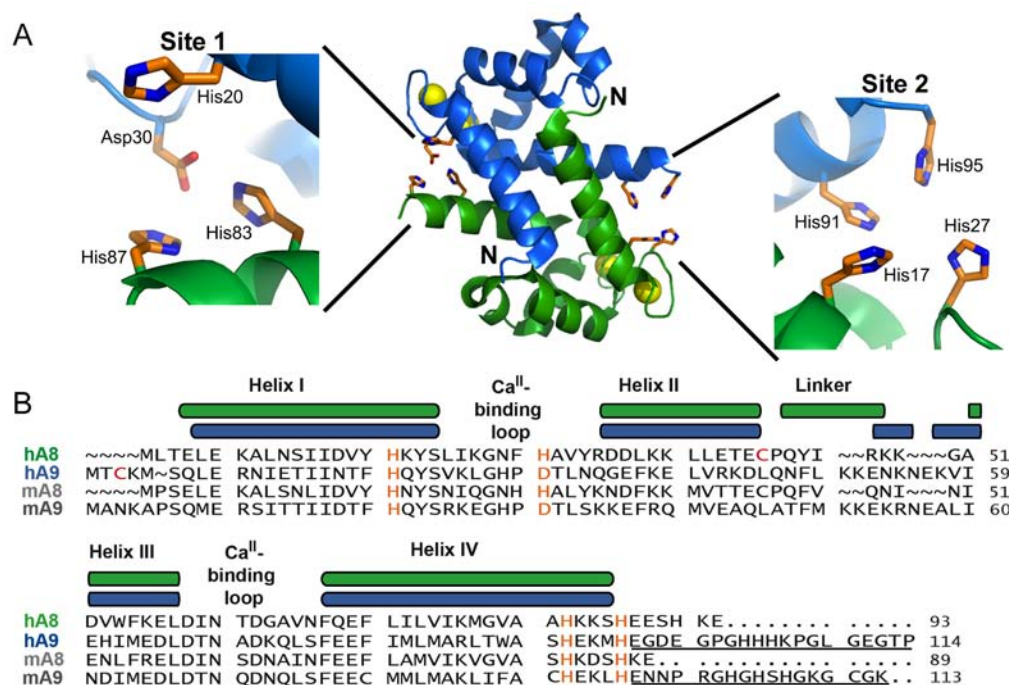 A
Site 1
His20
Asp30
His83
His87
N
N
Site 2
His95
His91
His27
His17
B
Helix I
Ca^II-
binding
loop
Helix II
Linker
hA8 ~~~~MLTELE KALNSIIDVY HKYSLIKGNF HAVYRDDLKK LLETECPQYI ~~RKK~~~GA 51
hA9 MTCKM~SQLE RNIETIINTF HQYSVKLGHP DTLNQGEFKE LVRKDLQNFL KKENKNEKVI 59
mA8 ~~~~MPSELE KALSNLIDVY HNYSNIQGNH HALYKNDFKK MVTTECPQFV ~~QNI~~~NI 51
mA9 MANKAPSQME RSITTIIDTF HQYSRKEGHP DTLSKKEFRQ MVEAQLATFM KKEKRNEALI 60
Helix III
Ca^II-
binding
loop
Helix IV
hA8 DVWFKELDIN TDGAVNFQEF LILVIKMGVA AHKKSHEESH KE........ .... 93
hA9 EHIMEDLDTN ADKQLSFEEF IMLMARLTWA SHEKMHEGDE GPGHHHKPGL GEGTP 114
mA8 ENLFRELDIN SDNAINFEEF LAMVIKVGVA SHKDSHKE.. .......... .... 89
mA9 NDIMEDLDTN QDNQLSFEEC MMLMAKLIFA CHEKLHENNP RGHGHSHGKG CGK.. 113